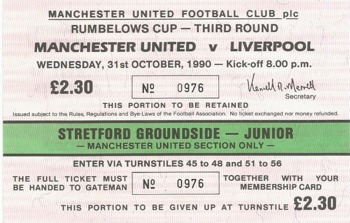 MANCHESTER UNITED FOOTBALL CLUB plc
RUMBELOWS CUP — THIRD ROUND
MANCHESTER UNITED v LIVERPOOL
WEDNESDAY, 31st OCTOBER, 1990 — Kick-off 8.00 p.m.
£2.30 No 0976
Secretary
THIS PORTION TO BE RETAINED
Issued subject to the Rules, Regulations and Bye-Laws of the Football Association. No ticket exchanged nor money refunded.
STRETFORD GROUNDSIDE — JUNIOR
— MANCHESTER UNITED SECTION ONLY —
ENTER VIA TURNSTILES 45 to 48 and 51 to 56
THE FULL TICKET MUST BE HANDED TO GATEMAN
No 0976
TOGETHER WITH YOUR MEMBERSHIP CARD
THIS PORTION TO BE GIVEN UP AT TURNSTILE £2.30